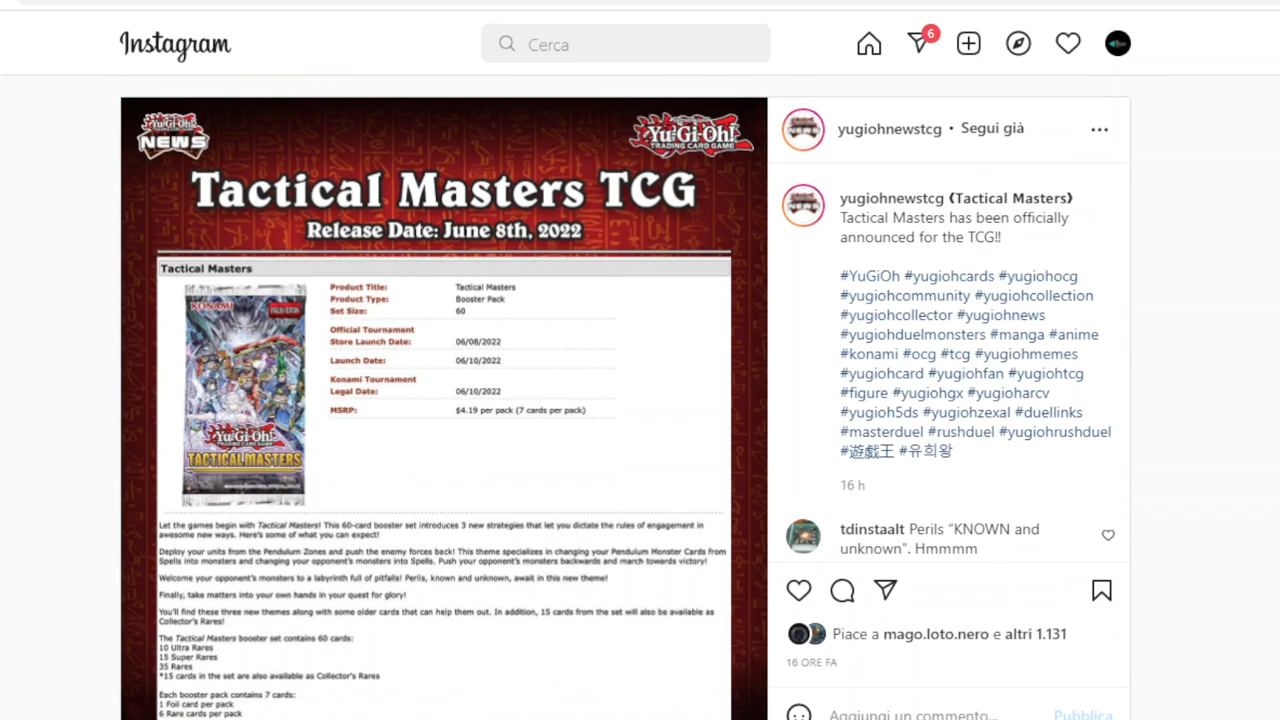 Instagram
Cerca
6
Yu-Gi-Oh!
NEWS
Yu-Gi-Oh!
TRADING CARD GAME
Tactical Masters TCG
Release Date: June 8th, 2022
Tactical Masters
KONAMI
Yu-Gi-Oh!
TRADING CARD GAME
TACTICAL MASTERS
Product Title: Tactical Masters
Product Type: Booster Pack
Set Size: 60
Official Tournament
Store Launch Date: 06/08/2022
Launch Date: 06/10/2022
Konami Tournament
Legal Date: 06/10/2022
MSRP: $4.19 per pack (7 cards per pack)
Let the games begin with Tactical Masters! This 60-card booster set introduces 3 new strategies that let you dictate the rules of engagement in
awesome new ways. Here's some of what you can expect!
Deploy your units from the Pendulum Zones and push the enemy forces back! This theme specializes in changing your Pendulum Monster Cards from
Spells into monsters and changing your opponent's monsters into Spells. Push your opponent's monsters backwards and march towards victory!
Welcome your opponent's monsters to a labyrinth full of pitfalls! Perils, known and unknown, await in this new theme!
Finally, take matters into your own hands in your quest for glory!
You'll find these three new themes along with some older cards that can help them out. In addition, 15 cards from the set will also be available as
Collector's Rares!
The Tactical Masters booster set contains 60 cards:
10 Ultra Rares
15 Super Rares
35 Rares
*15 cards in the set are also available as Collector's Rares
Each booster pack contains 7 cards:
1 Foil card per pack
6 Rare cards per pack
yugiohnewstcg • Segui già
yugiohnewstcg 《Tactical Masters》
Tactical Masters has been officially
announced for the TCG!!
#YuGiOh #yugiohcards #yugiohocg
#yugiohcommunity #yugiohcollection
#yugiohcollector #yugiohnews
#yugiohduelmonsters #manga #anime
#konami #ocg #tcg #yugiohmemes
#yugiohcard #yugiohfan #yugiohtcg
#figure #yugiohgx #yugioharcv
#yugioh5ds #yugiohzexal #duellinks
#masterduel #rushduel #yugiohrushduel
#遊戯王 #유희왕
16 h
tdinstaalt Perils “KNOWN and
unknown”. Hmmmm
Piace a mago.loto.nero e altri 1.131
16 ORE FA
Aggiungi un commento...
Pubblica